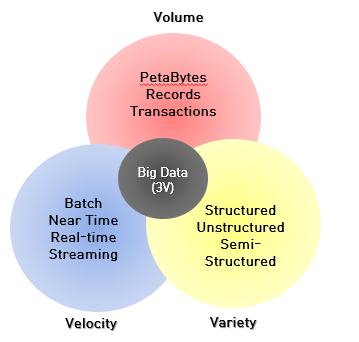 Volume
PetaBytes
Records
Transactions
Big Data
(3V)
Batch
Near Time
Real-time
Streaming
Structured
Unstructured
Semi-
Structured
Velocity
Variety